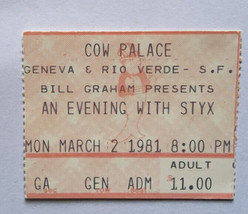 COW PALACE
GENEVA & RIO VERDE- S.F.
BILL GRAHAM PRESENTS
AN EVENING WITH STYX
MON MARCH 2 1981 8:00 PM
ADULT
GA GEN ADM $11.00